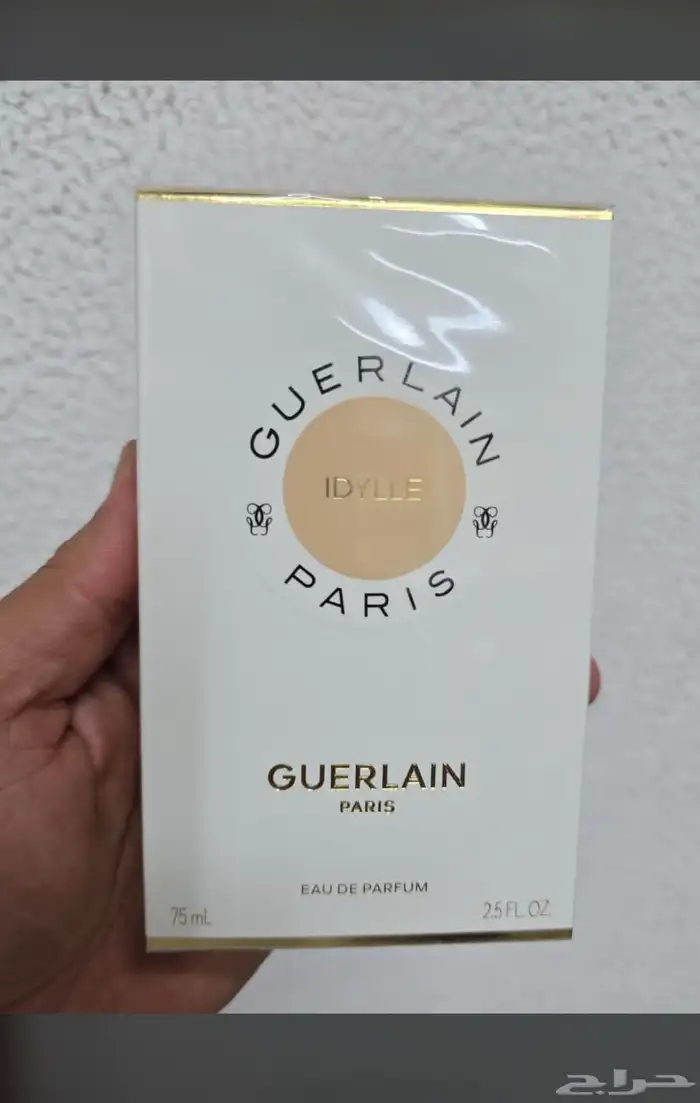 GUERLAIN
IDYLLE
PARIS
GUERLAIN
PARIS
EAU DE PARFUM
75 mL
2.5 FL. OZ.
حراج